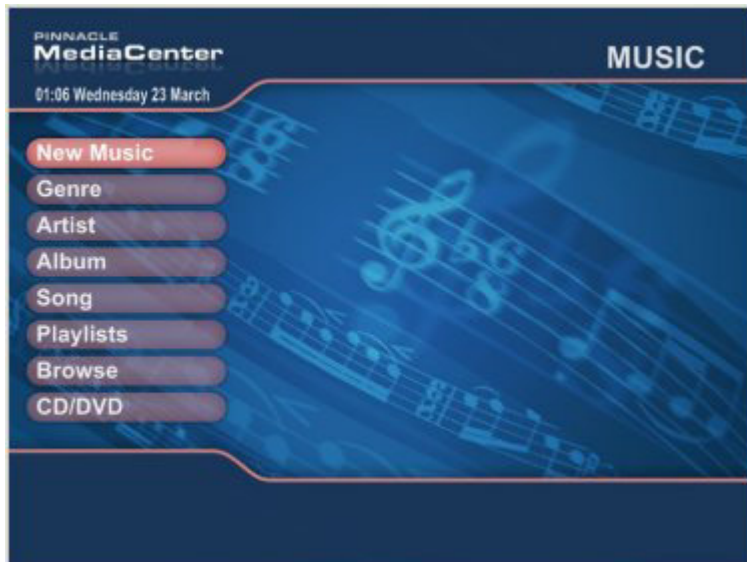 PINNACLE
MediaCenter
MUSIC
01:06 Wednesday 23 March
New Music
Genre
Artist
Album
Song
Playlists
Browse
CD/DVD